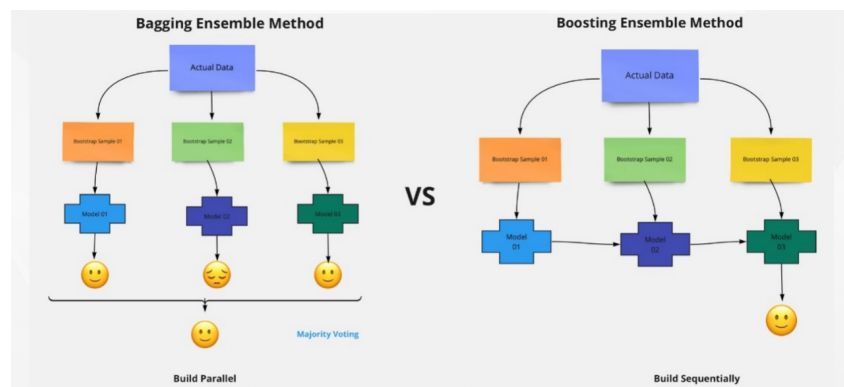 Bagging Ensemble Method
Actual Data
Bootstrap Sample 01
Bootstrap Sample 02
Bootstrap Sample 03
Model 01
Model 02
Model 03
Majority Voting
Build Parallel
VS
Boosting Ensemble Method
Actual Data
Bootstrap Sample 01
Bootstrap Sample 02
Bootstrap Sample 03
Model
01
Model
02
Model
03
Build Sequentially